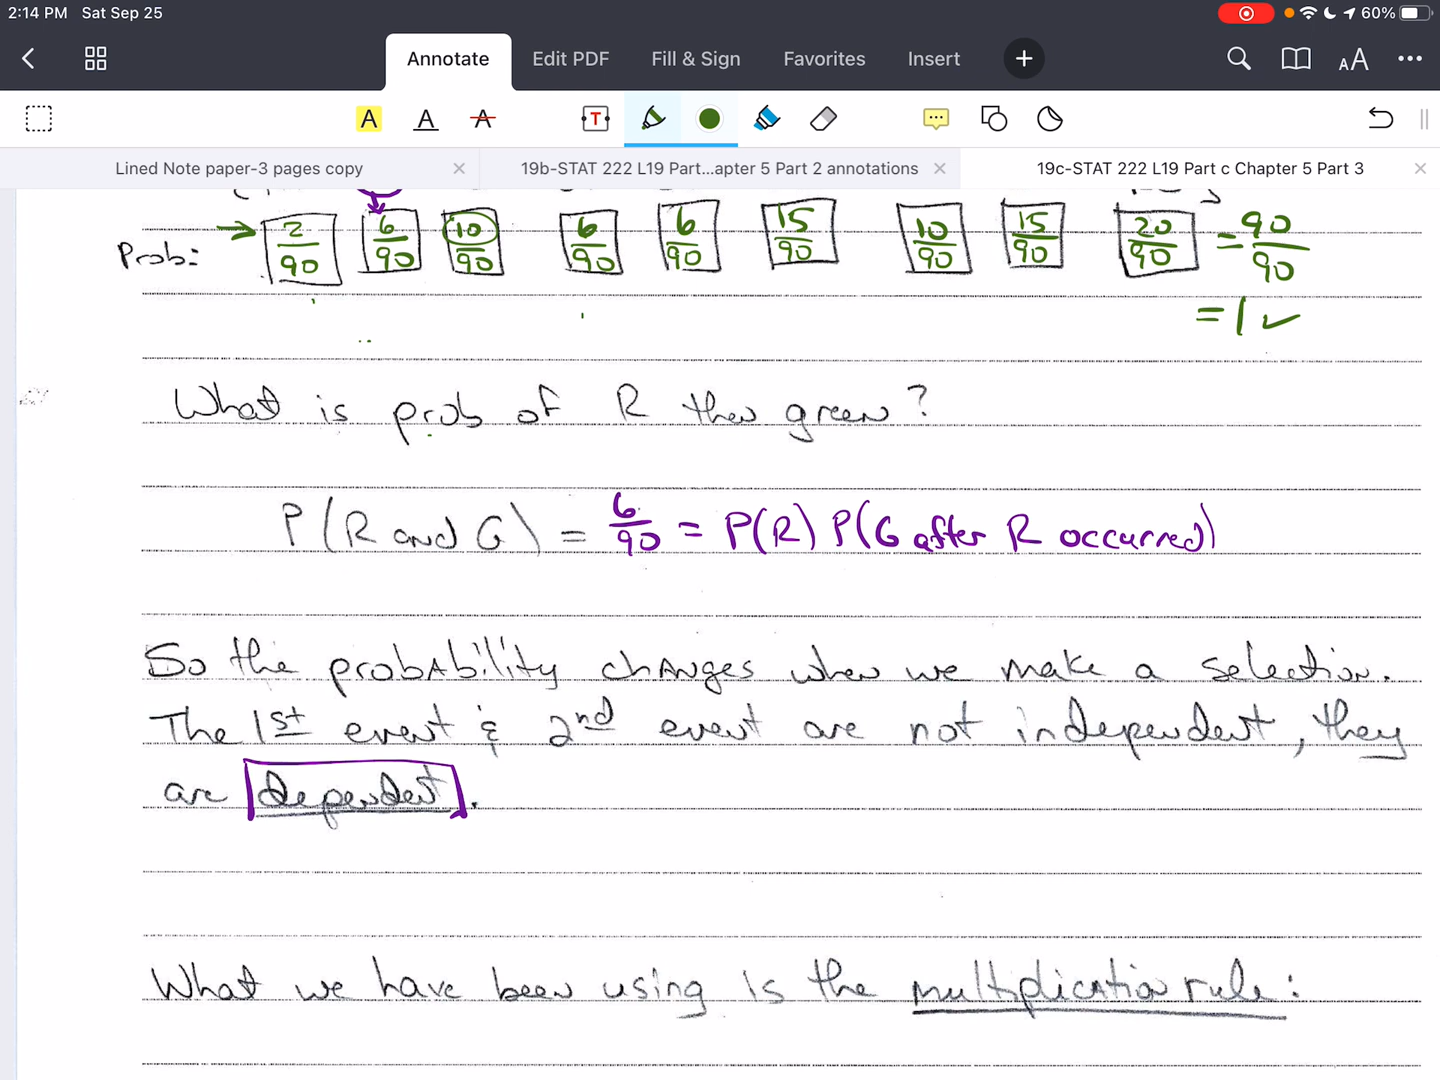 2:14 PM Sat Sep 25
60%
Annotate Edit PDF Fill & Sign Favorites Insert
AA
A A A T
Lined Note paper-3 pages copy
19b-STAT 222 L19 Part...apter 5 Part 2 annotations
19c-STAT 222 L19 Part c Chapter 5 Part 3
Prob: → 2/90 6/90 10/90 6/90 6/90 15/90 10/90 15/90 20/90 = 90/90
= 1 ✓
What is prob of R then green?
P(R and G) = 6/90 = P(R) P(G after R occurred)
So the probability changes when we make a selection.
The 1st event & 2nd event are not independent, they
are dependent.
What we have been using is the multiplication rule: